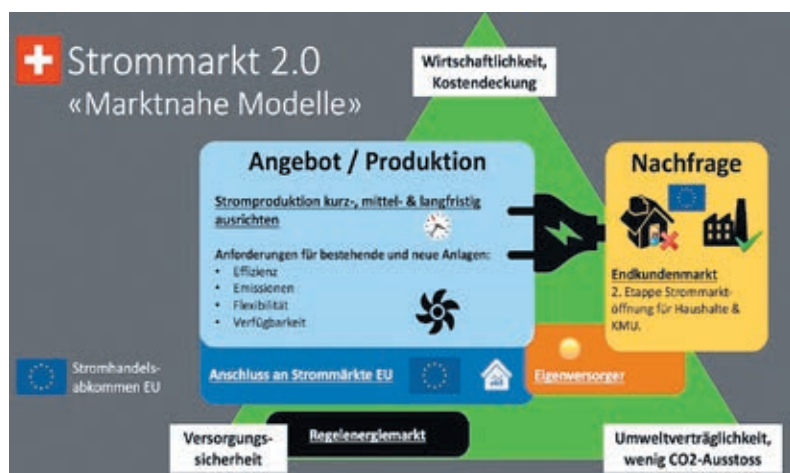 Strommarkt 2.0
«Marktnahe Modelle»
Wirtschaftlichkeit,
Kostendeckung
Angebot / Produktion
Stromproduktion kurz-, mittel- & langfristig
ausrichten
Anforderungen für bestehende und neue Anlagen:
• Effizienz
• Emissionen
• Flexibilität
• Verfügbarkeit
Nachfrage
Endkundenmarkt
2. Etappe Strommarkt-
öffnung für Haushalte &
KMU.
Stromhandels-
abkommen EU
Anschluss an Strommärkte EU
Eigenversorger
Versorgungs-
sicherheit
Regelenergiemarkt
Umweltverträglichkeit,
wenig CO2-Ausstoss